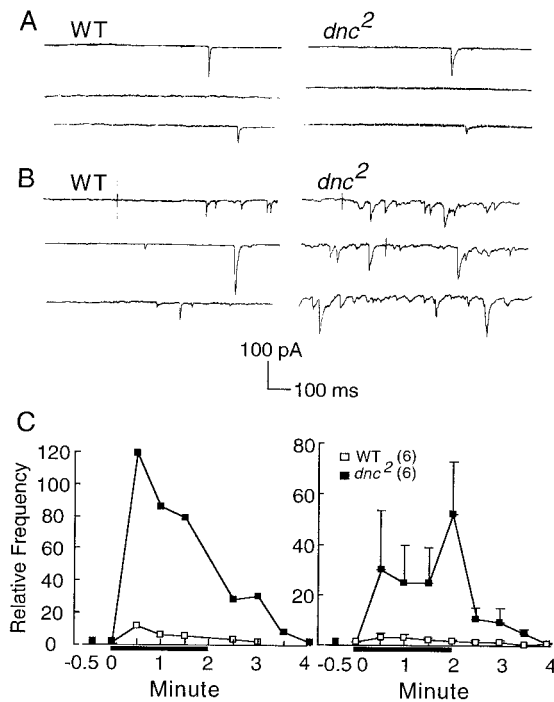 A
WT
dnc2
B
WT
dnc2
100 pA
100 ms
C
Relative Frequency
120
100
80
60
40
20
0
-0.5 0 1 2 3 4
Minute
80
60
40
20
0
WT (6)
dnc2 (6)
-0.5 0 1 2 3 4
Minute